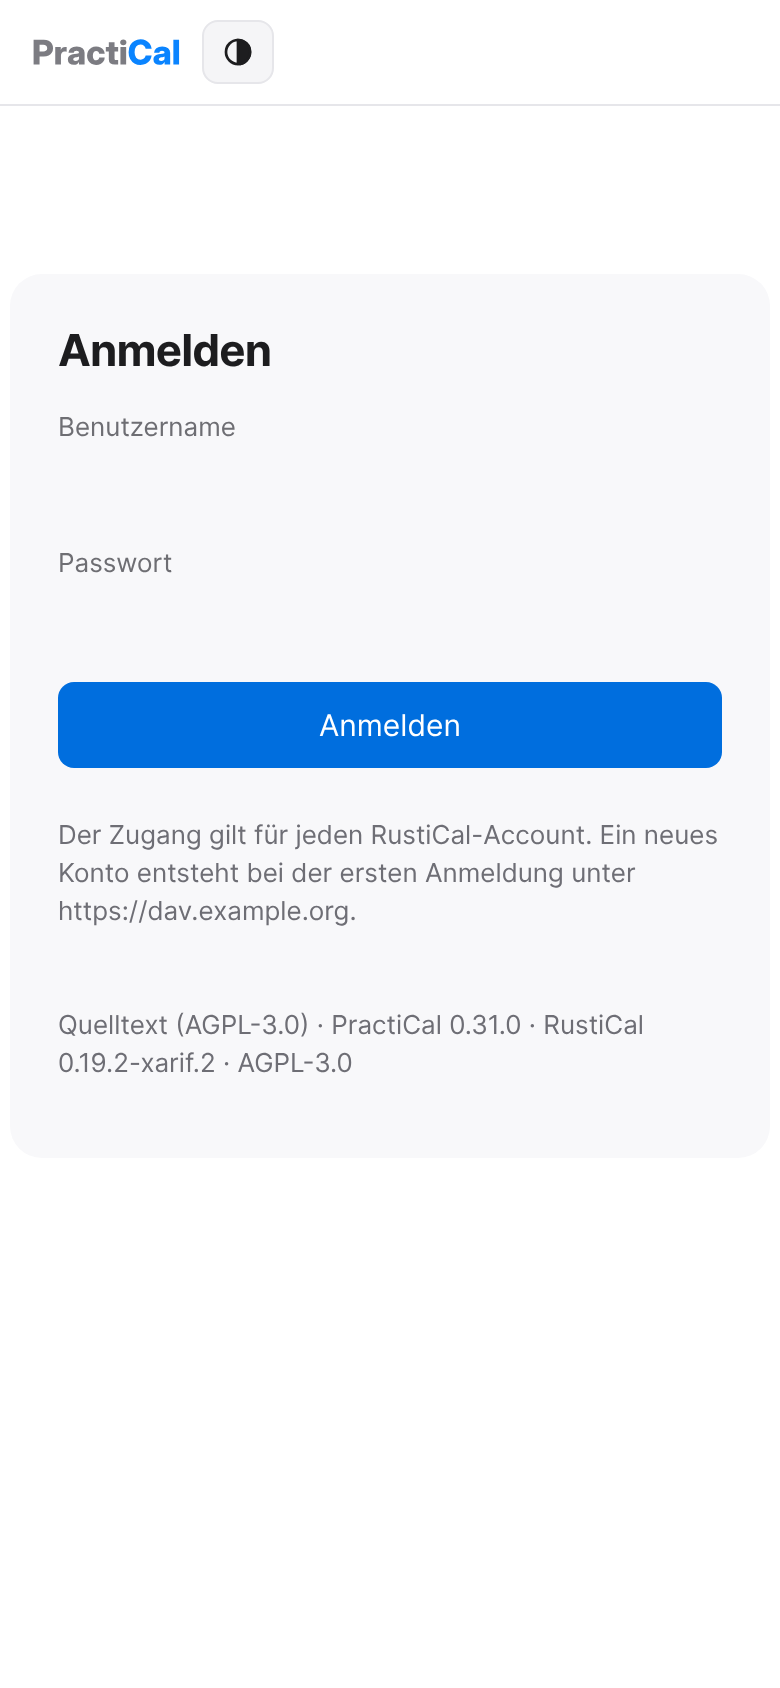 PractiCal
Anmelden
Benutzername
Passwort
Anmelden
Der Zugang gilt für jeden RustiCal-Account. Ein neues
Konto entsteht bei der ersten Anmeldung unter
https://dav.example.org.
Quelltext (AGPL-3.0) · PractiCal 0.31.0 · RustiCal
0.19.2-xarif.2 · AGPL-3.0